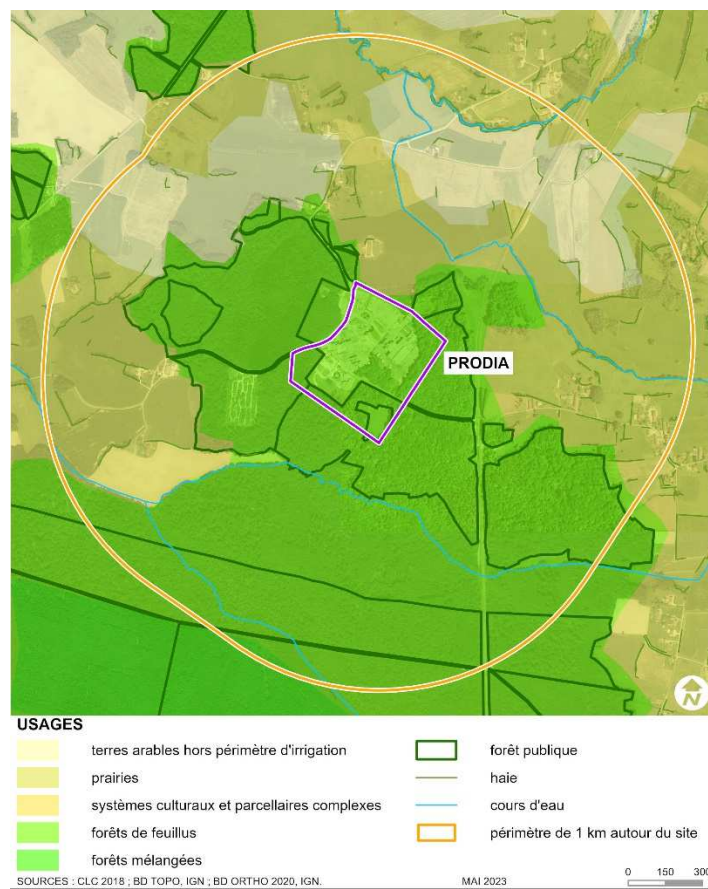 PRODIA
N
USAGES
terres arables hors périmètre d'irrigation
prairies
systèmes culturaux et parcellaires complexes
forêts de feuillus
forêts mélangées
forêt publique
haie
cours d'eau
périmètre de 1 km autour du site
SOURCES : CLC 2018 ; BD TOPO, IGN ; BD ORTHO 2020, IGN.
MAI 2023
0 150 300